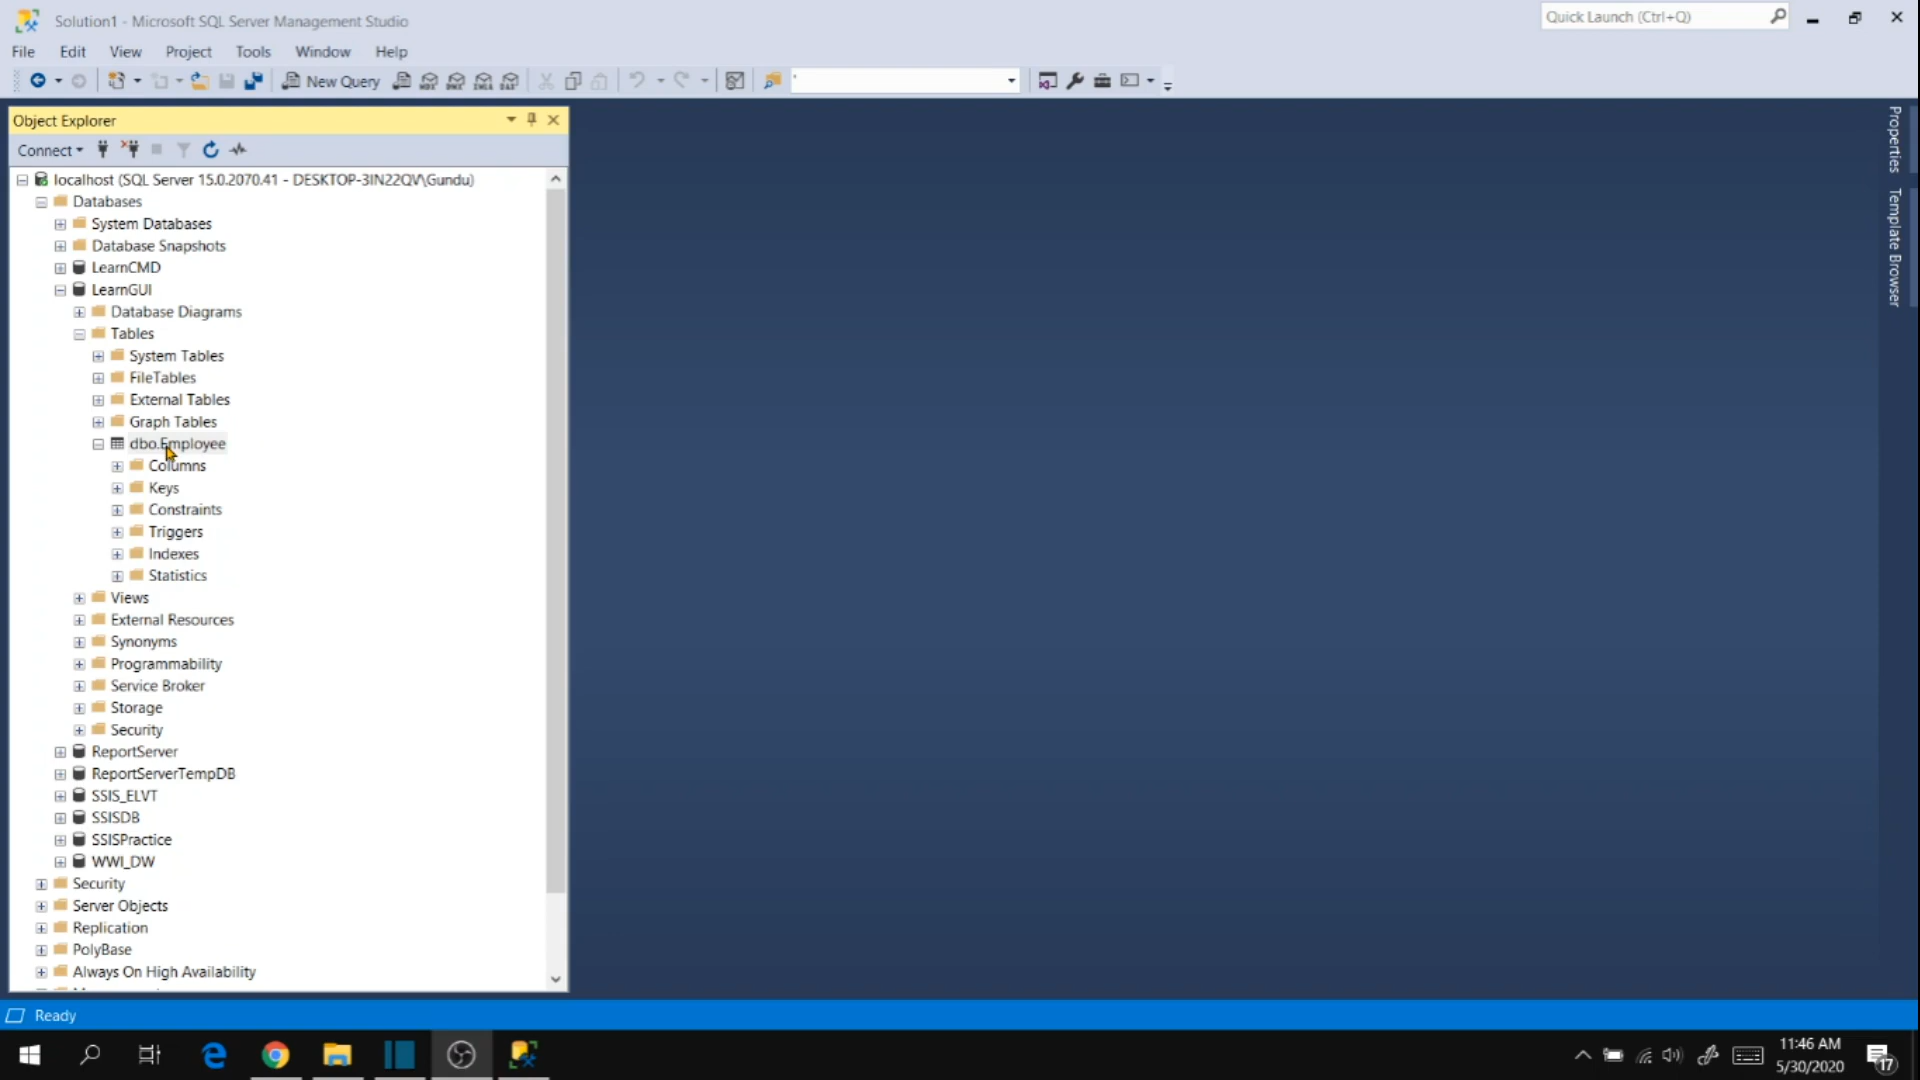 Solution1 - Microsoft SQL Server Management Studio
Quick Launch (Ctrl+Q)
File Edit View Project Tools Window Help
New Query
Object Explorer
Connect
localhost (SQL Server 15.0.2070.41 - DESKTOP-3IN22QV\Gundu)
Databases
System Databases
Database Snapshots
LearnCMD
LearnGUI
Database Diagrams
Tables
System Tables
FileTables
External Tables
Graph Tables
dbo.Employee
Columns
Keys
Constraints
Triggers
Indexes
Statistics
Views
External Resources
Synonyms
Programmability
Service Broker
Storage
Security
ReportServer
ReportServerTempDB
SSIS_ELVT
SSISDB
SSISPractice
WWI_DW
Security
Server Objects
Replication
PolyBase
Always On High Availability
Properties
Template Browser
Ready
11:46 AM
5/30/2020
17